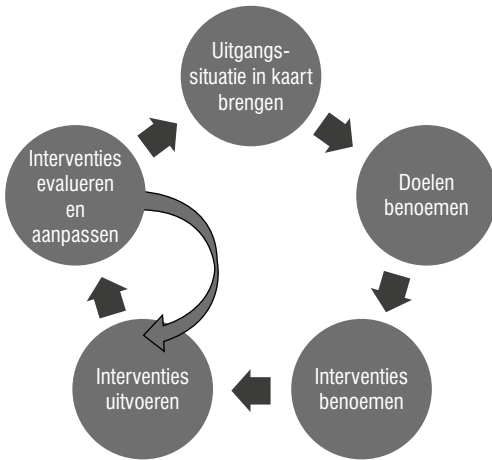 Uitgangs-
situatie in kaart
brengen
Doelen
benoemen
Interventies
benoemen
Interventies
uitvoeren
Interventies
evalueren
en
aanpassen